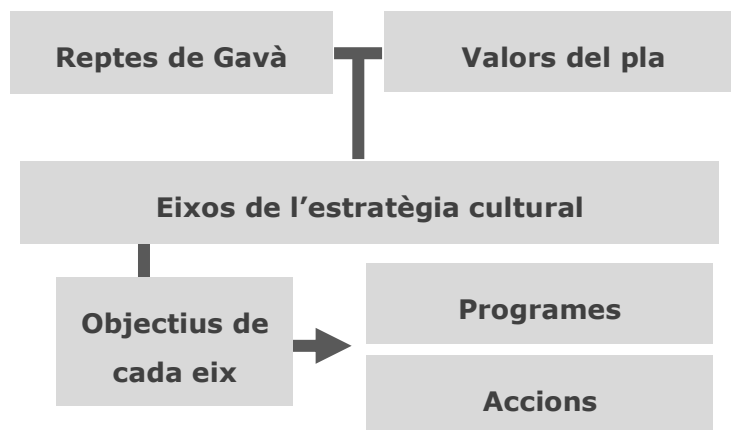 Reptes de Gavà
Valors del pla
Eixos de l’estratègia cultural
Objectius de
cada eix
Programes
Accions